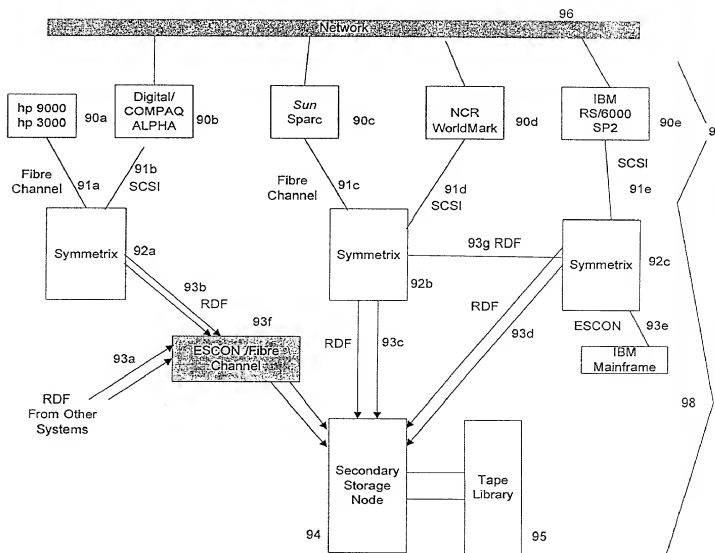 96
Network
hp 9000
hp 3000
90a
Digital/
COMPAQ
ALPHA
90b
Sun
Sparc
90c
NCR
WorldMark
90d
IBM
RS/6000
SP2
90e
9
Fibre
Channel
91a
91b
SCSI
Fibre
Channel
91c
91d
SCSI
SCSI
91e
Symmetrix
92a
Symmetrix
92b
93g RDF
Symmetrix
92c
93b
RDF
93f
ESCON /Fibre
Channel
93a
RDF
From Other
Systems
RDF
93c
RDF
93d
ESCON
93e
IBM
Mainframe
98
Secondary
Storage
Node
94
Tape
Library
95